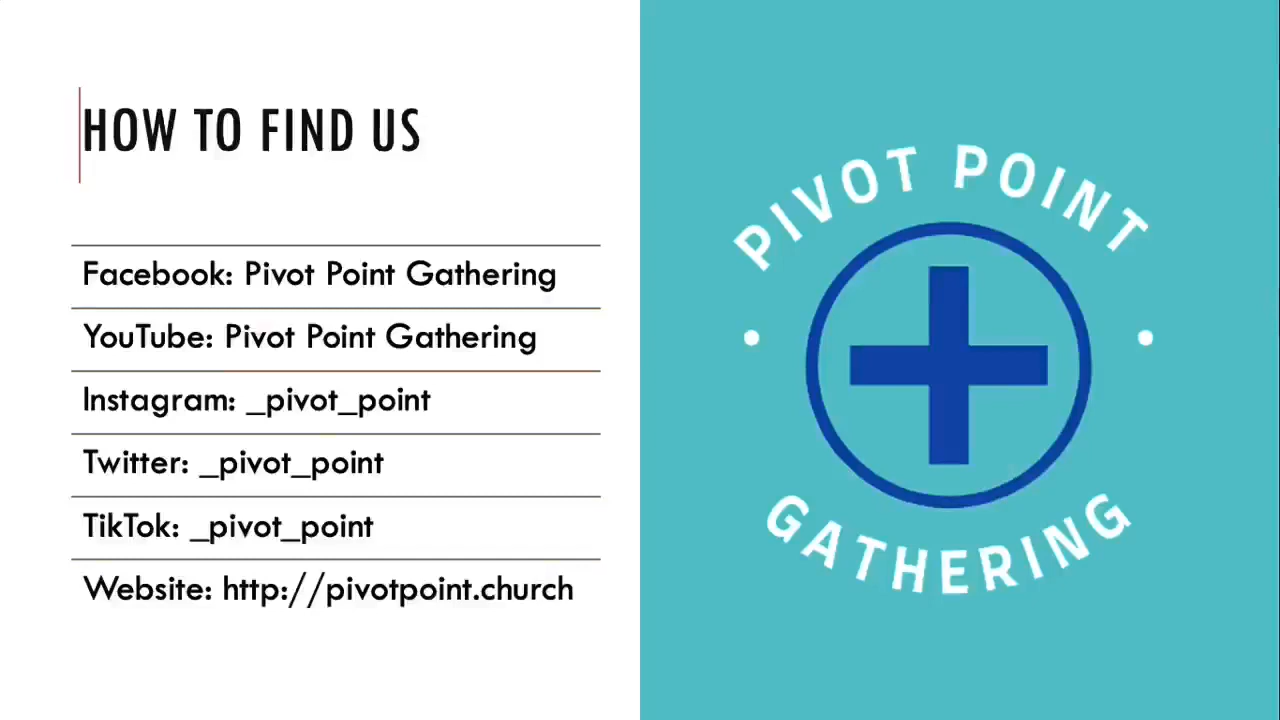 HOW TO FIND US
Facebook: Pivot Point Gathering
YouTube: Pivot Point Gathering
Instagram: _pivot_point
Twitter: _pivot_point
TikTok: _pivot_point
Website: http://pivotpoint.church
PIVOT POINT
GATHERING